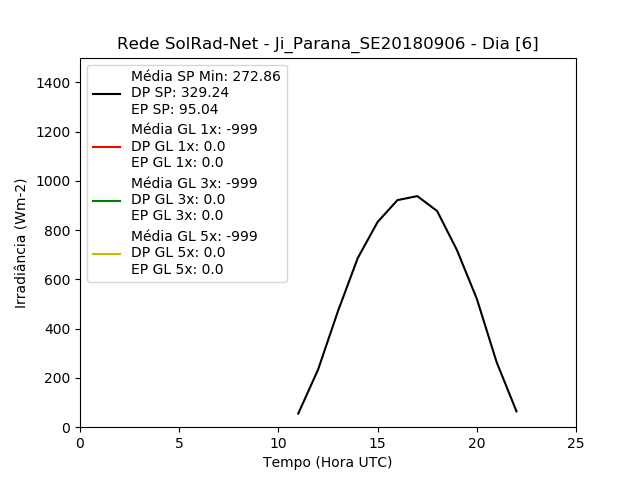 Rede SolRad-Net - Ji_Parana_SE20180906 - Dia [6]
Média SP Min: 272.86
DP SP: 329.24
EP SP: 95.04
Média GL 1x: -999
DP GL 1x: 0.0
EP GL 1x: 0.0
Média GL 3x: -999
DP GL 3x: 0.0
EP GL 3x: 0.0
Média GL 5x: -999
DP GL 5x: 0.0
EP GL 5x: 0.0
Irradiância (Wm-2)
1400
1200
1000
800
600
400
200
0
0 5 10 15 20 25
Tempo (Hora UTC)